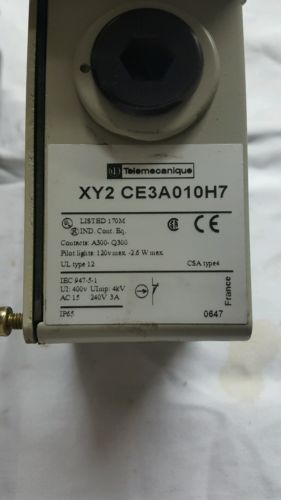 Telemecanique
XY2 CE3A010H7
UL LISTED 170M
IND. Cont. Eq.
Contacts: A300- Q300
Pilot lights: 120v max -2.6 W max
UL type 12 CSA type4
IEC 947-5-1
UI: 400v UImp: 4kV
AC 15 240V 3A
IP65
France
0647